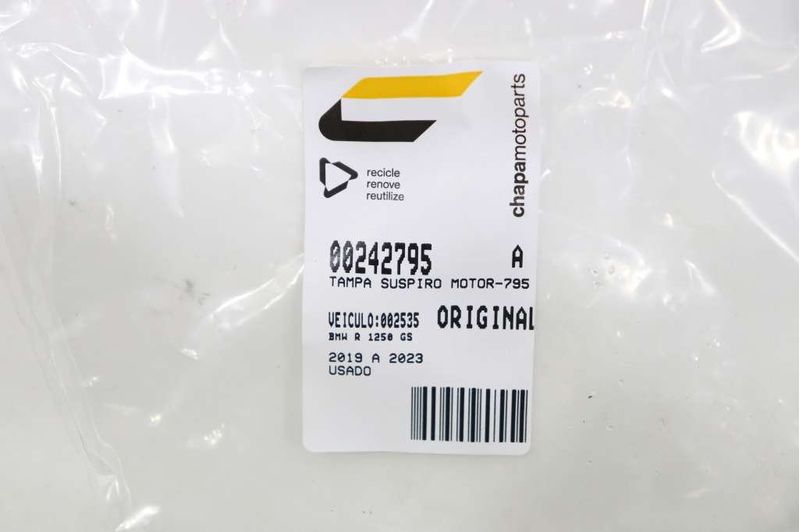 chapamotoparts
recicle
renove
reutilize
00242795 A
TAMPA SUSPIRO MOTOR-795
VEICULO:002535 ORIGINAL
BMW R 1250 GS
2019 A 2023
USADO